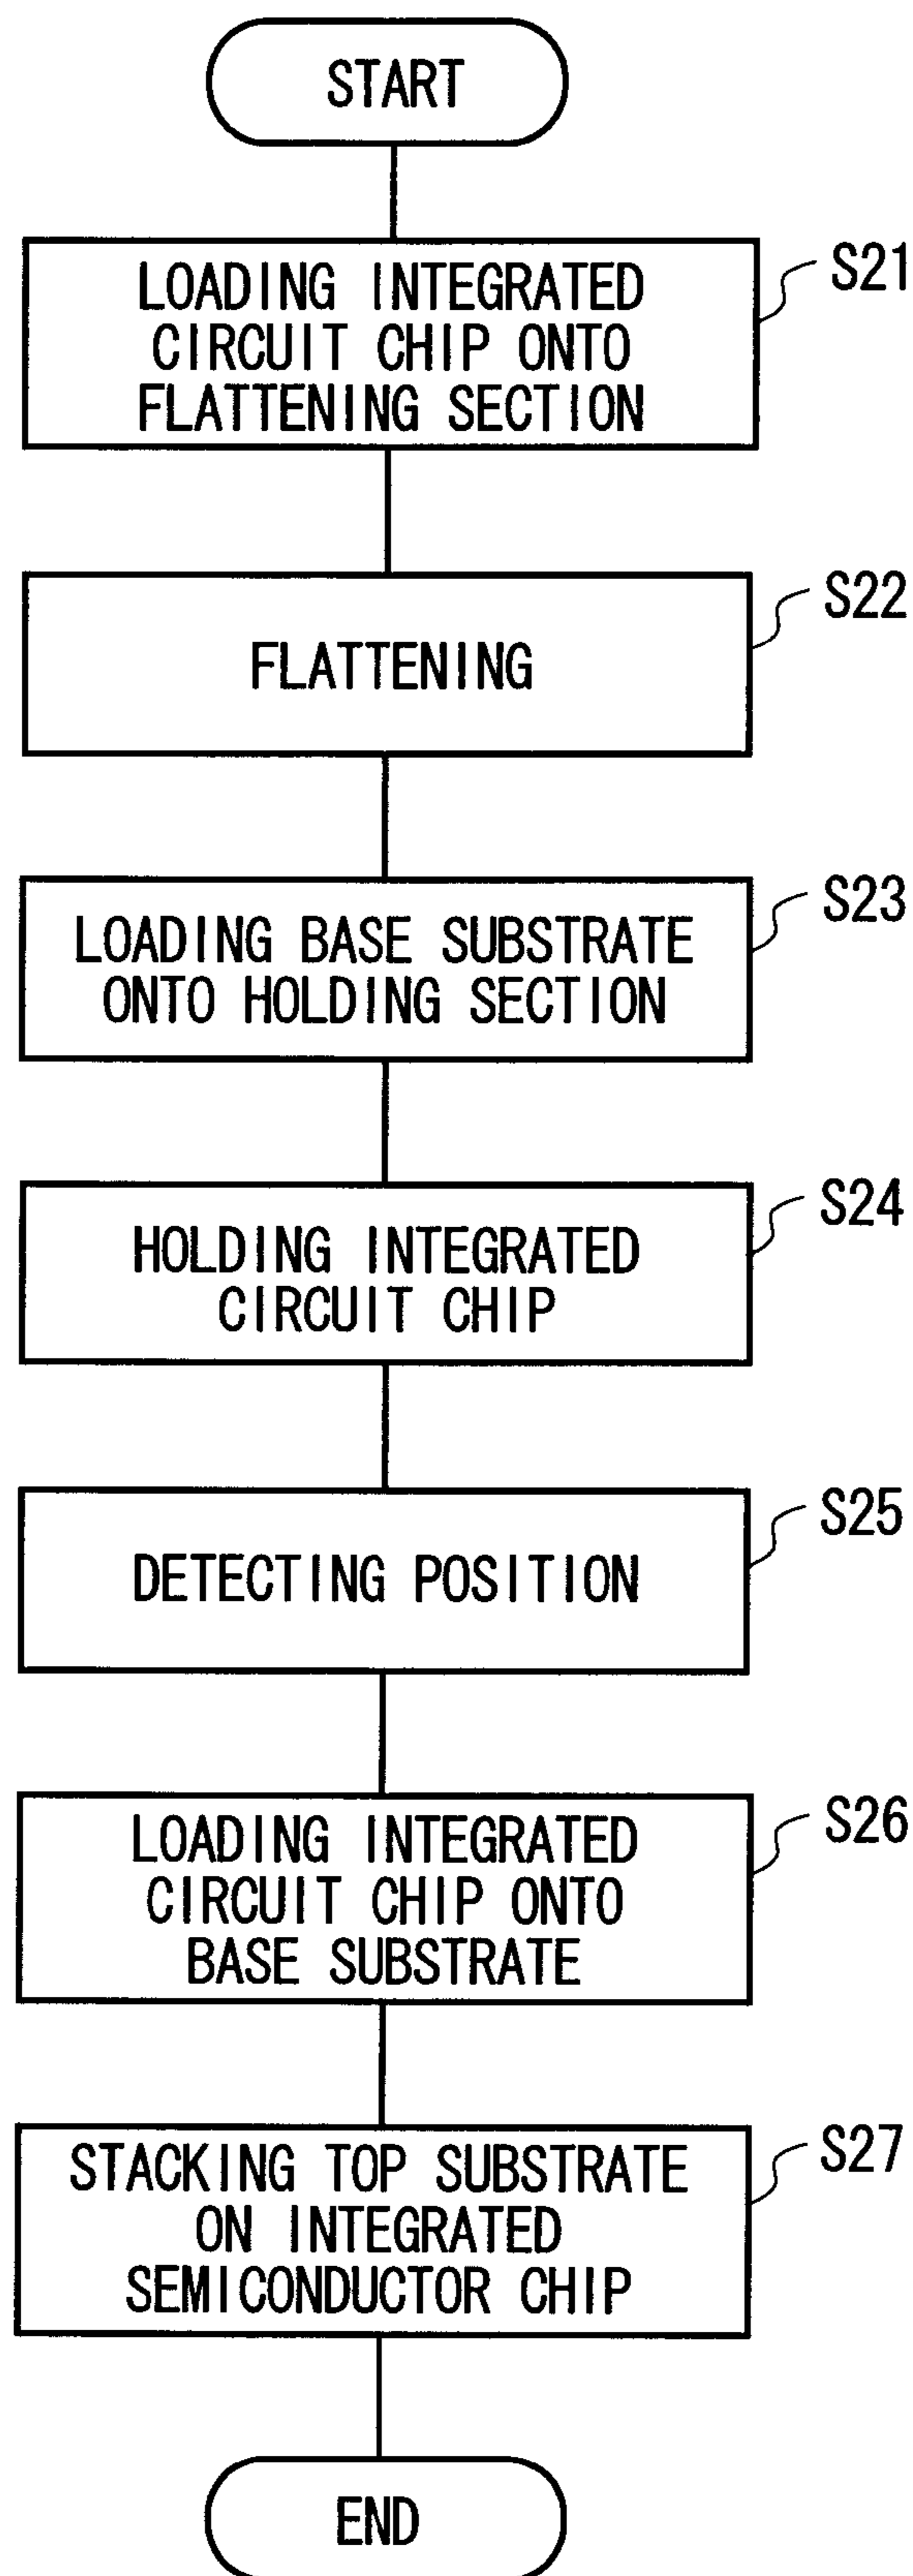 START
LOADING INTEGRATED
CIRCUIT CHIP ONTO
FLATTENING SECTION
S21
FLATTENING
S22
LOADING BASE SUBSTRATE
ONTO HOLDING SECTION
S23
HOLDING INTEGRATED
CIRCUIT CHIP
S24
DETECTING POSITION
S25
LOADING INTEGRATED
CIRCUIT CHIP ONTO
BASE SUBSTRATE
S26
STACKING TOP SUBSTRATE
ON INTEGRATED
SEMICONDUCTOR CHIP
S27
END